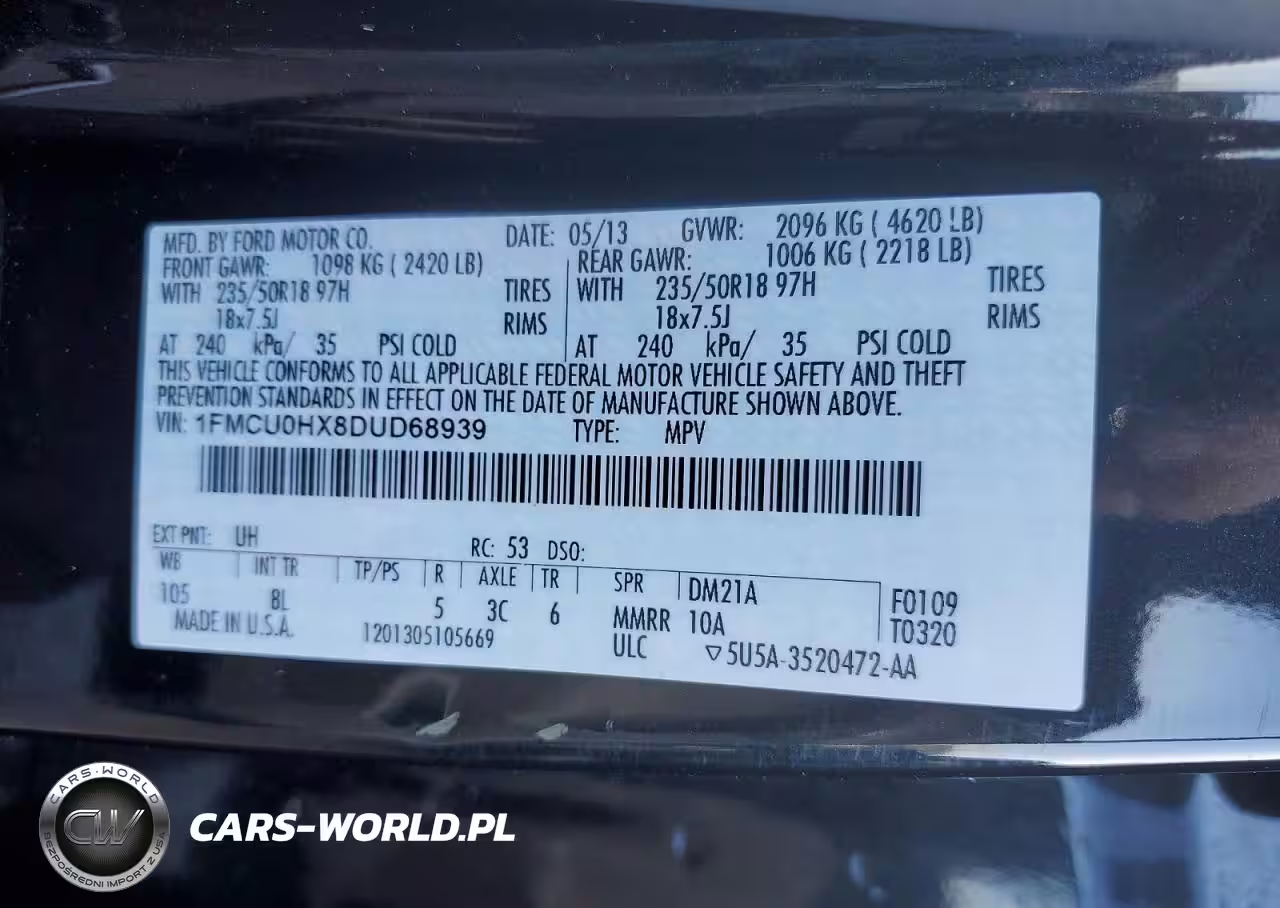 MFD. BY FORD MOTOR CO. DATE: 05/13 GVWR: 2096 KG ( 4620 LB)
FRONT GAWR: 1098 KG ( 2420 LB) REAR GAWR: 1006 KG ( 2218 LB)
WITH 235/50R18 97H TIRES WITH 235/50R18 97H TIRES
18x7.5J RIMS 18x7.5J RIMS
AT 240 kPa/ 35 PSI COLD AT 240 kPa/ 35 PSI COLD
THIS VEHICLE CONFORMS TO ALL APPLICABLE FEDERAL MOTOR VEHICLE SAFETY AND THEFT
PREVENTION STANDARDS IN EFFECT ON THE DATE OF MANUFACTURE SHOWN ABOVE.
VIN: 1FMCU0HX8DUD68939 TYPE: MPV
EXT PNT: UH RC: 53 DSO:
WB INT TR TP/PS R AXLE TR SPR DM21A F0109
105 8L 5 3C 6 MMRR 10A T0320
MADE IN U.S.A. 1201305105669 ULC ▽5U5A-3520472-AA
CARS-WORLD
CW
BEZPOŚREDNI IMPORT Z USA
CARS-WORLD.PL